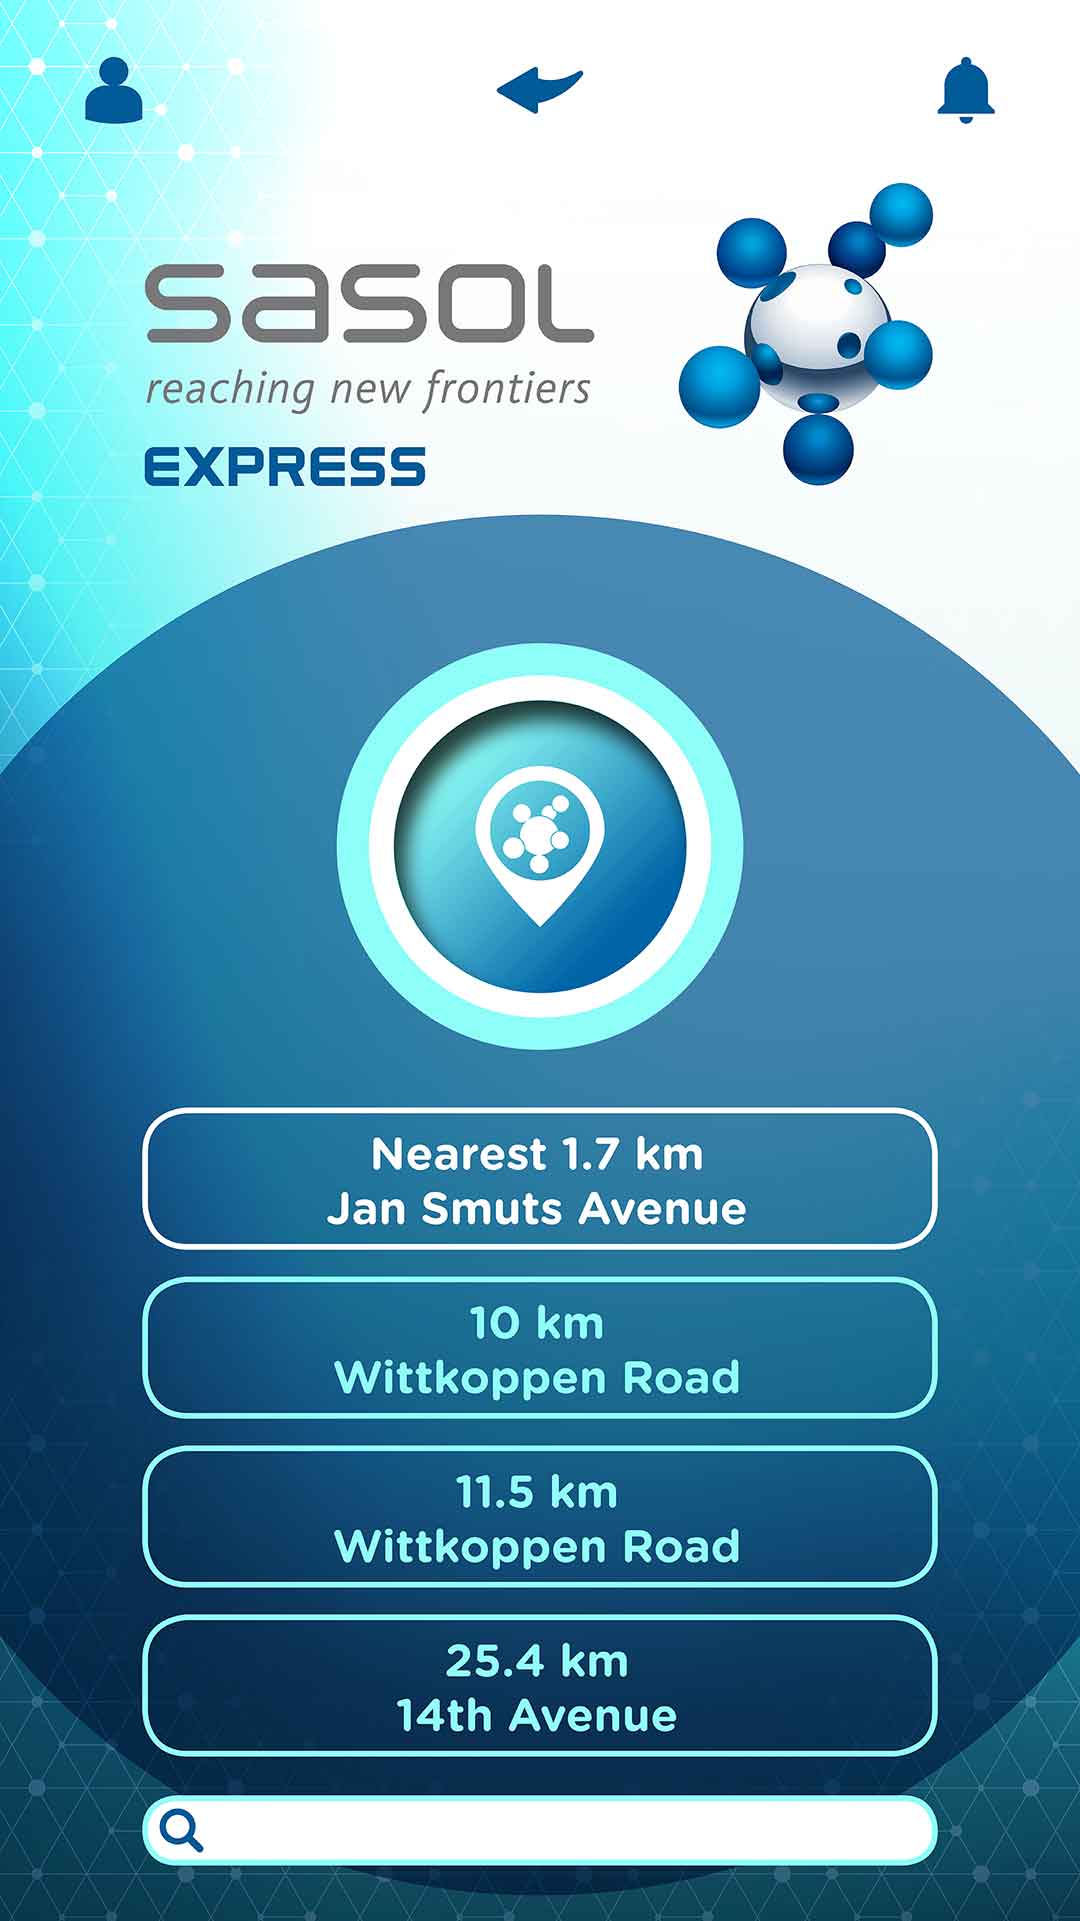 sasol
reaching new frontiers
EXPRESS
Nearest 1.7 km
Jan Smuts Avenue
10 km
Wittkoppen Road
11.5 km
Wittkoppen Road
25.4 km
14th Avenue